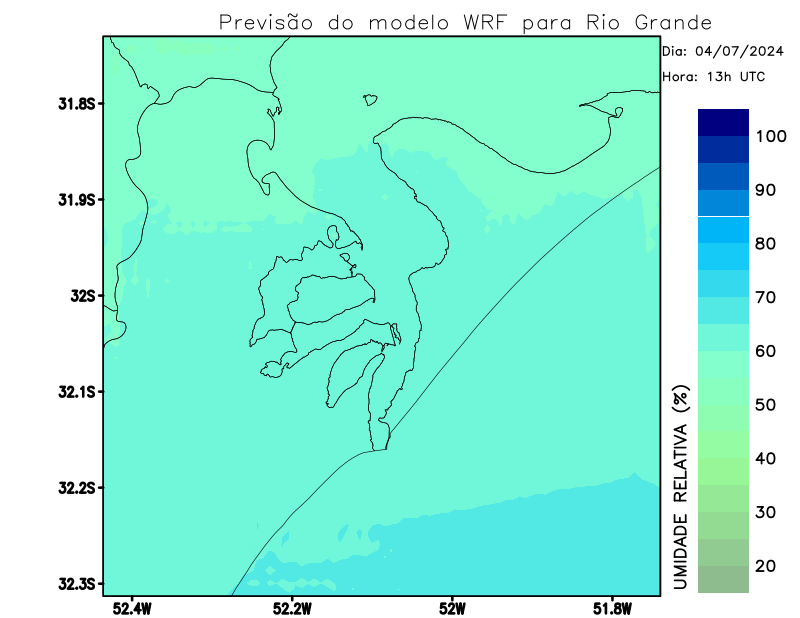 Previsão do modelo WRF para Rio Grande
Dia: 04/07/2024
Hora: 13h UTC
31.8S
31.9S
32S
32.1S
32.2S
32.3S
52.4W
52.2W
52W
51.8W
100
90
80
70
60
50
40
30
20
UMIDADE RELATIVA (%)